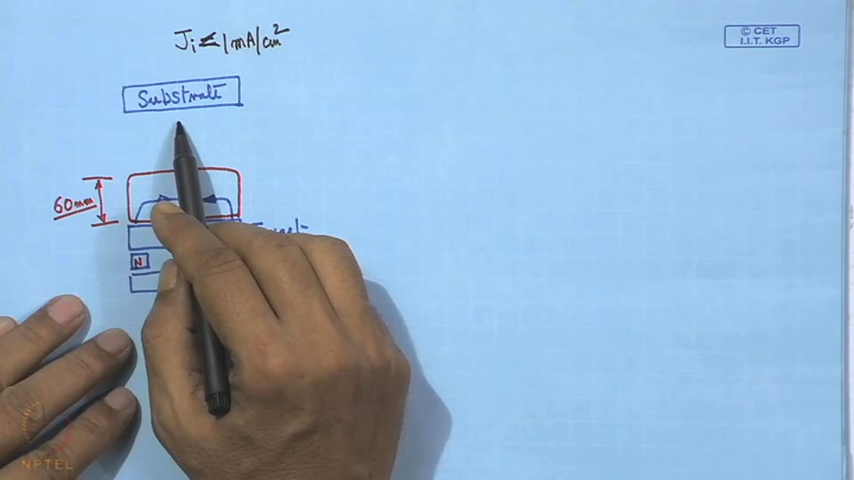 Ji ≤ 1mA/cm²
© CET
I.I.T. KGP
Substrate
60mm
N
NPTEL